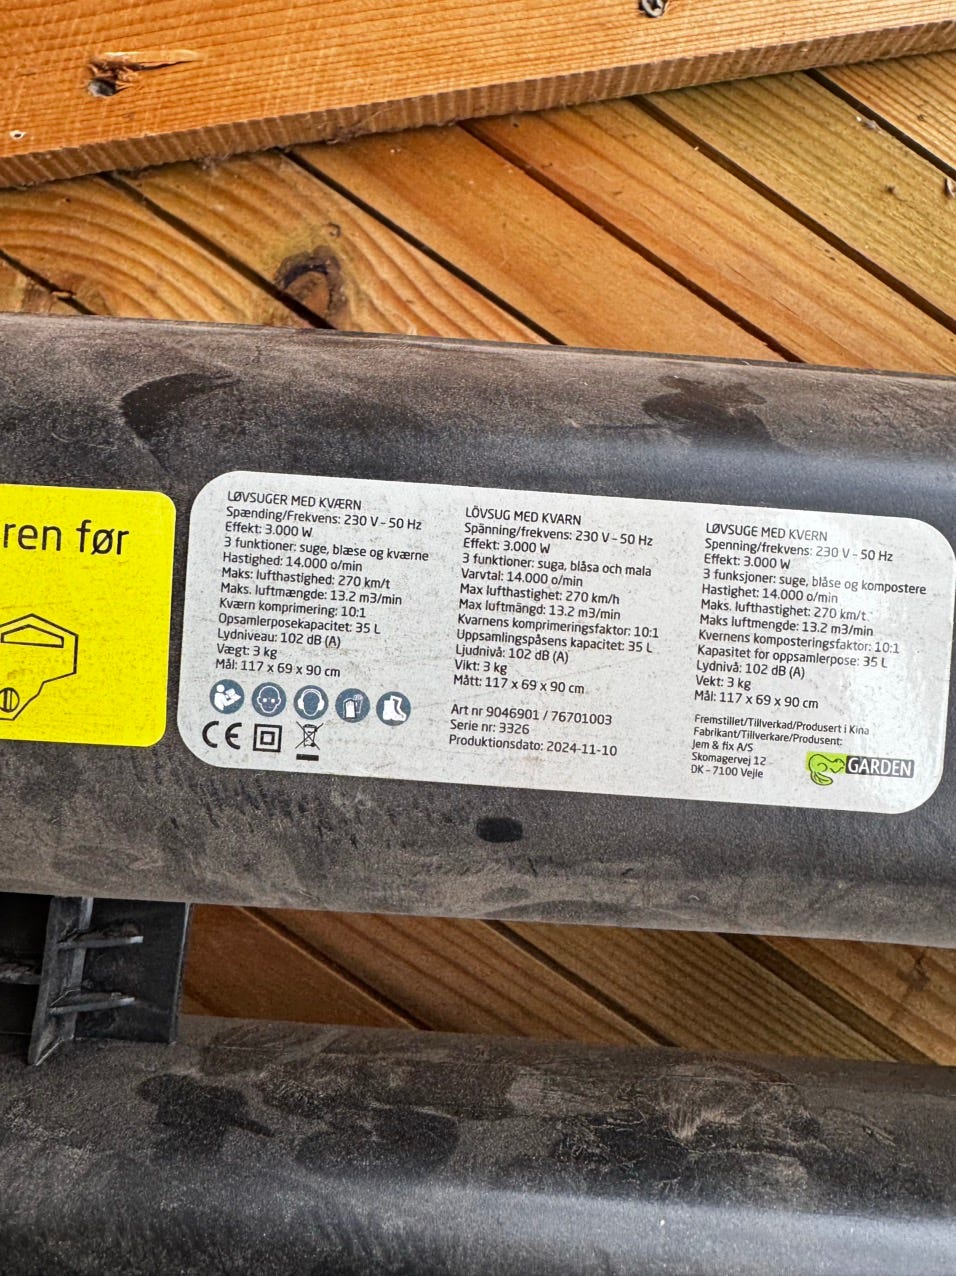 ren før
LØVSUGER MED KVÆRN
Spænding/Frekvens: 230 V – 50 Hz
Effekt: 3.000 W
3 funktioner: suge, blæse og kværne
Hastighed: 14.000 o/min
Maks: lufthastighed: 270 km/t
Maks. luftmængde: 13.2 m3/min
Kværn komprimering: 10:1
Opsamlerposekapacitet: 35 L
Lydniveau: 102 dB (A)
Vægt: 3 kg
Mål: 117 x 69 x 90 cm
CE
LÖVSUG MED KVARN
Spänning/frekvens: 230 V – 50 Hz
Effekt: 3.000 W
3 funktioner: suga, blåsa och mala
Varvtal: 14.000 o/min
Max lufthastighet: 270 km/h
Max luftmängd: 13.2 m3/min
Kvarnens komprimeringsfaktor: 10:1
Uppsamlingspåsens kapacitet: 35 L
Ljudnivå: 102 dB (A)
Vikt: 3 kg
Mått: 117 x 69 x 90 cm
Art nr 9046901 / 76701003
Serie nr: 3326
Produktionsdato: 2024-11-10
LØVSUGE MED KVERN
Spenning/frekvens: 230 V – 50 Hz
Effekt: 3.000 W
3 funksjoner: suge, blåse og kompostere
Hastighet: 14.000 o/min
Maks. lufthastighet: 270 km/t
Maks. luftmengde: 13.2 m3/min
Kvernens komposteringsfaktor: 10:1
Kapasitet for oppsamlerpose: 35 L
Lydnivå: 102 dB (A)
Vekt: 3 kg
Mål: 117 x 69 x 90 cm
Fremstillet/Tillverkad/Produsert i Kina
Fabrikant/Tillverkare/Produsent:
Jem & fix A/S
Skomagervej 12
DK – 7100 Vejle
GARDEN